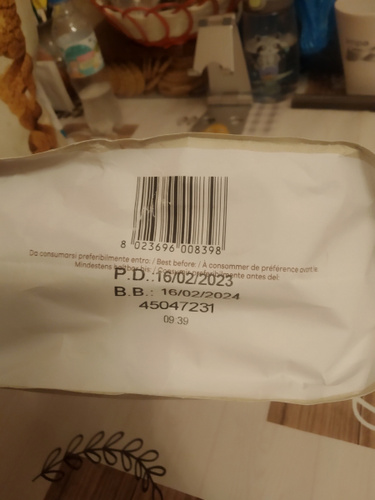 8 023696 008398
Da consumarsi preferibilmente entro: / Best before: / À consommer de préférence avant le
Mindestens haltbar bis: / Consumir preferiblemente antes del:
P.D.:16/02/2023
B.B.: 16/02/2024
45047231
09:39